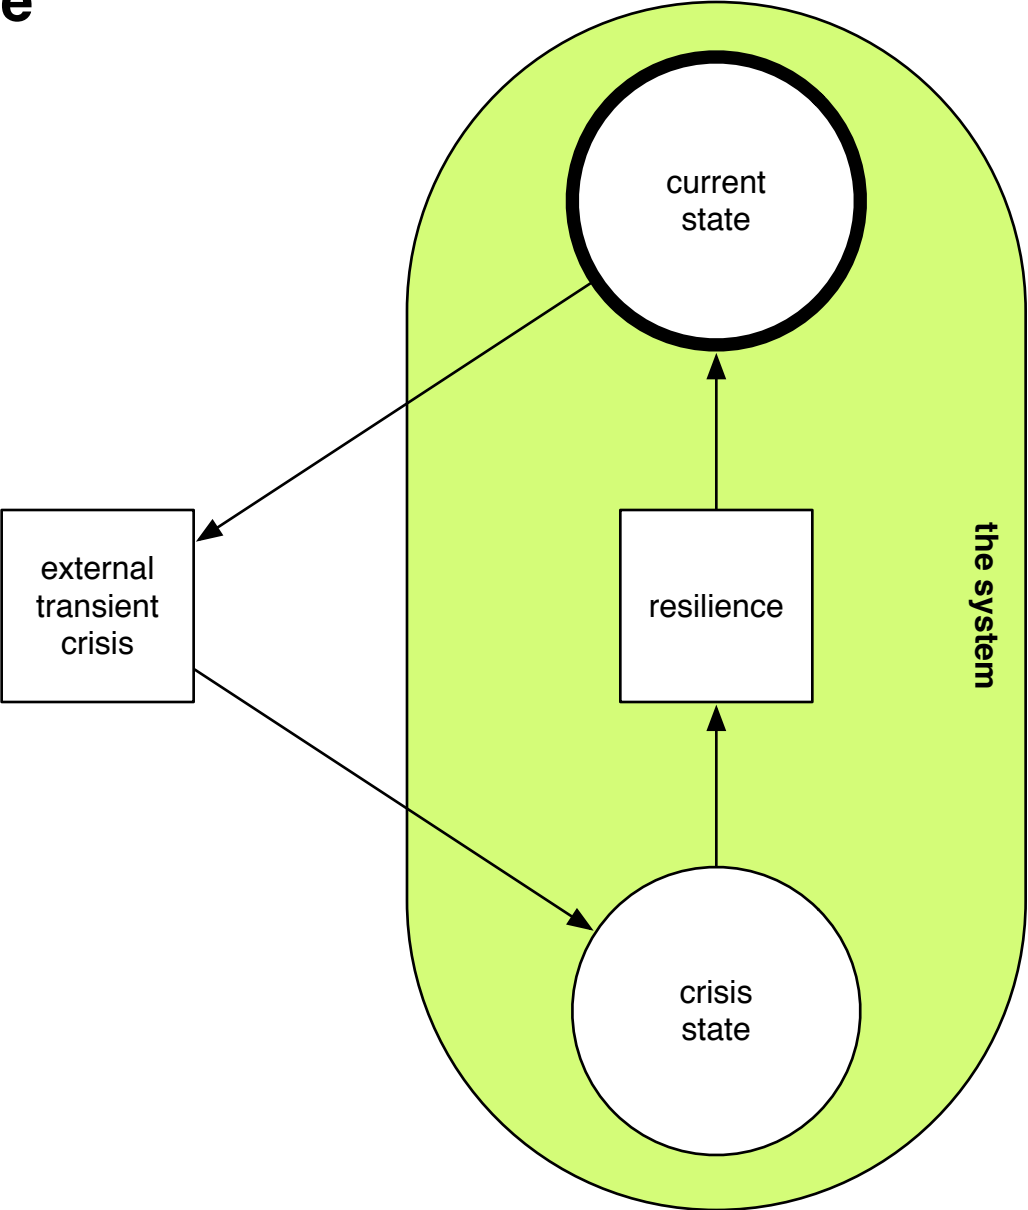 e
current
state
external
transient
crisis
resilience
the system
crisis
state